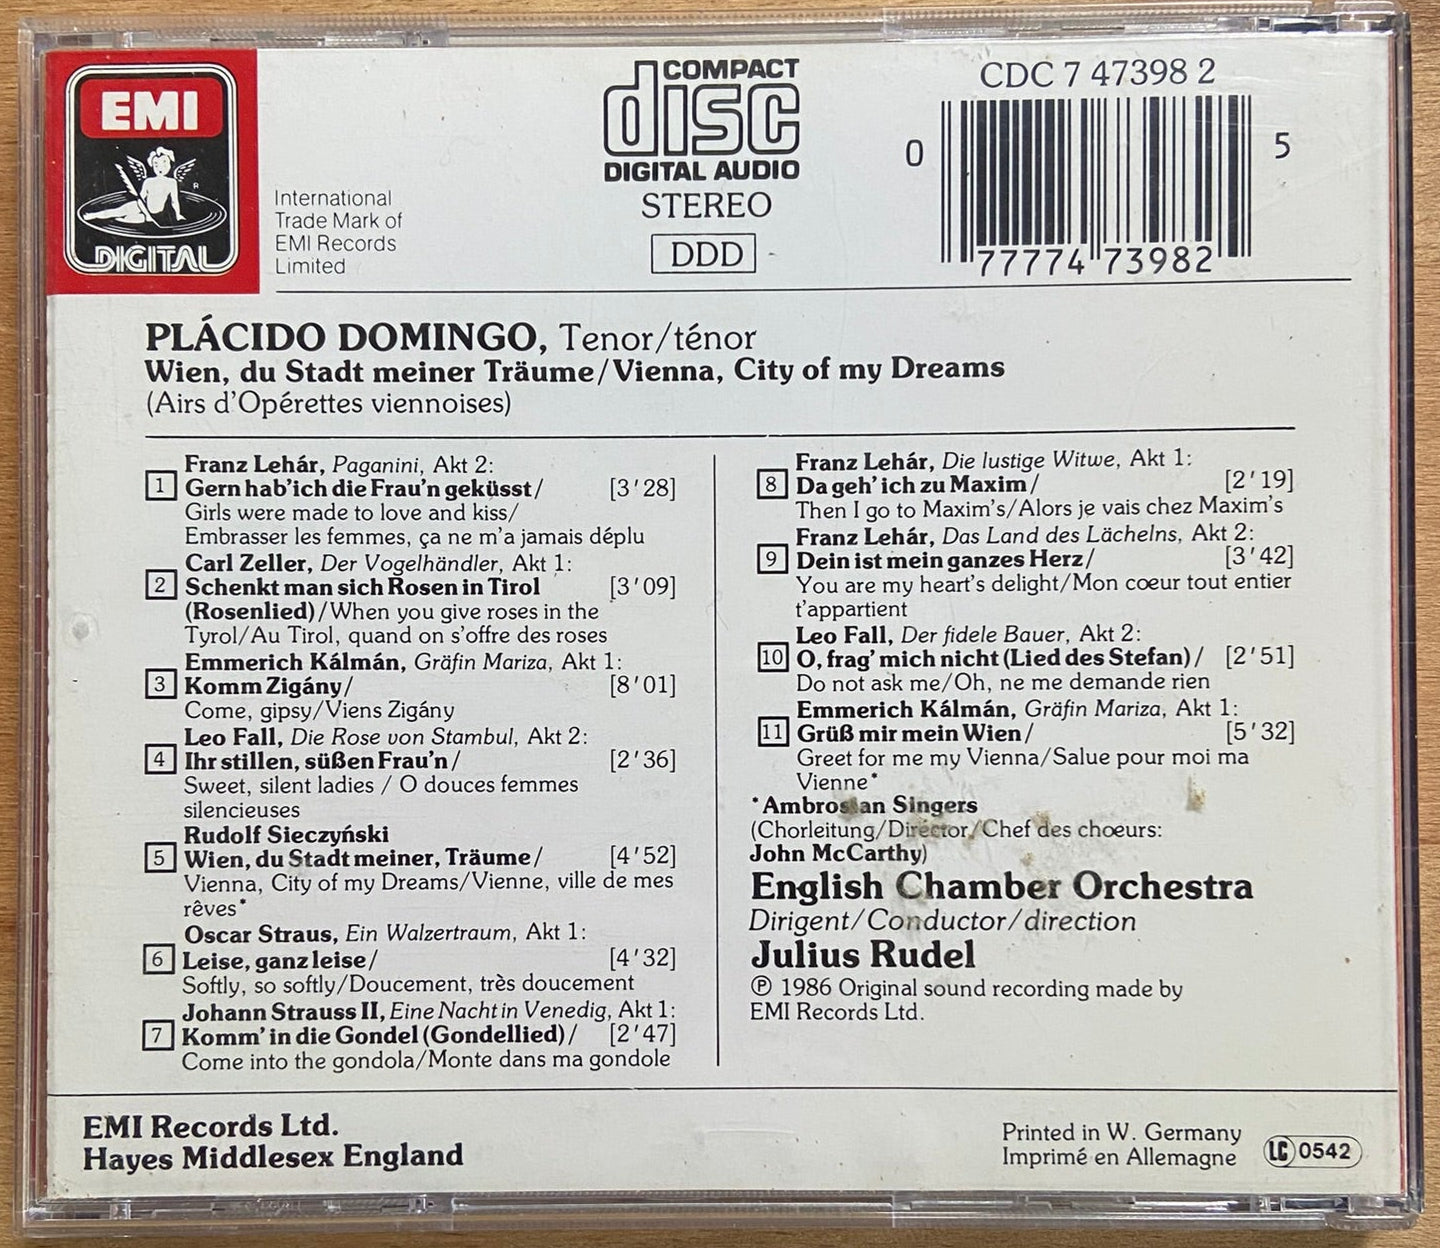 EMI
DIGITAL
International
Trade Mark of
EMI Records
Limited
COMPACT
disc
DIGITAL AUDIO
STEREO
DDD
CDC 7 47398 2
0 77774 73982 5
PLÁCIDO DOMINGO, Tenor/ténor
Wien, du Stadt meiner Träume/Vienna, City of my Dreams
(Airs d'Opérettes viennoises)
Franz Lehár, Paganini, Akt 2:
1 Gern hab'ich die Frau'n geküsst/ [3'28]
Girls were made to love and kiss/
Embrasser les femmes, ça ne m'a jamais déplu
Carl Zeller, Der Vogelhändler, Akt 1:
2 Schenkt man sich Rosen in Tirol [3'09]
(Rosenlied)/When you give roses in the
Tyrol/Au Tirol, quand on s'offre des roses
Emmerich Kálmán, Gräfin Mariza, Akt 1:
3 Komm Zigány/ [8'01]
Come, gipsy/Viens Zigány
Leo Fall, Die Rose von Stambul, Akt 2:
4 Ihr stillen, süßen Frau'n/ [2'36]
Sweet, silent ladies / O douces femmes
silencieuses
Rudolf Sieczyński
5 Wien, du Stadt meiner, Träume/ [4'52]
Vienna, City of my Dreams/Vienne, ville de mes
rêves*
Oscar Straus, Ein Walzertraum, Akt 1:
6 Leise, ganz leise/ [4'32]
Softly, so softly/Doucement, très doucement
Johann Strauss II, Eine Nacht in Venedig, Akt 1:
7 Komm' in die Gondel (Gondellied)/ [2'47]
Come into the gondola/Monte dans ma gondole
Franz Lehár, Die lustige Witwe, Akt 1:
8 Da geh' ich zu Maxim/ [2'19]
Then I go to Maxim's/Alors je vais chez Maxim's
Franz Lehár, Das Land des Lächelns, Akt 2:
9 Dein ist mein ganzes Herz/ [3'42]
You are my heart's delight/Mon cœur tout entier
t'appartient
Leo Fall, Der fidele Bauer, Akt 2:
10 O, frag' mich nicht (Lied des Stefan)/ [2'51]
Do not ask me/Oh, ne me demande rien
Emmerich Kálmán, Gräfin Mariza, Akt 1:
11 Grüß mir mein Wien/ [5'32]
Greet for me my Vienna/Salue pour moi ma
Vienne*
*Ambrosian Singers
(Chorleitung/Director/Chef des chœurs:
John McCarthy)
English Chamber Orchestra
Dirigent/Conductor/direction
Julius Rudel
℗ 1986 Original sound recording made by
EMI Records Ltd.
EMI Records Ltd.
Hayes Middlesex England
Printed in W. Germany
Imprimé en Allemagne
LC 0542